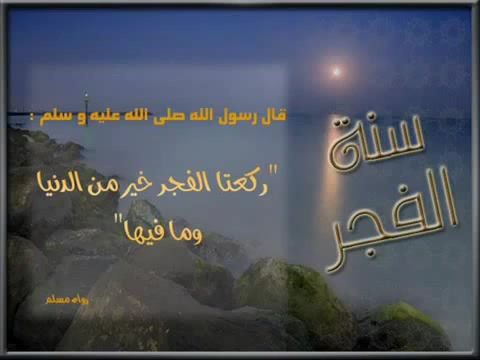 سنة
الفجر
قال رسول الله صلى الله عليه و سلم :
"ركعتا الفجر خير من الدنيا
وما فيها"
رواه مسلم